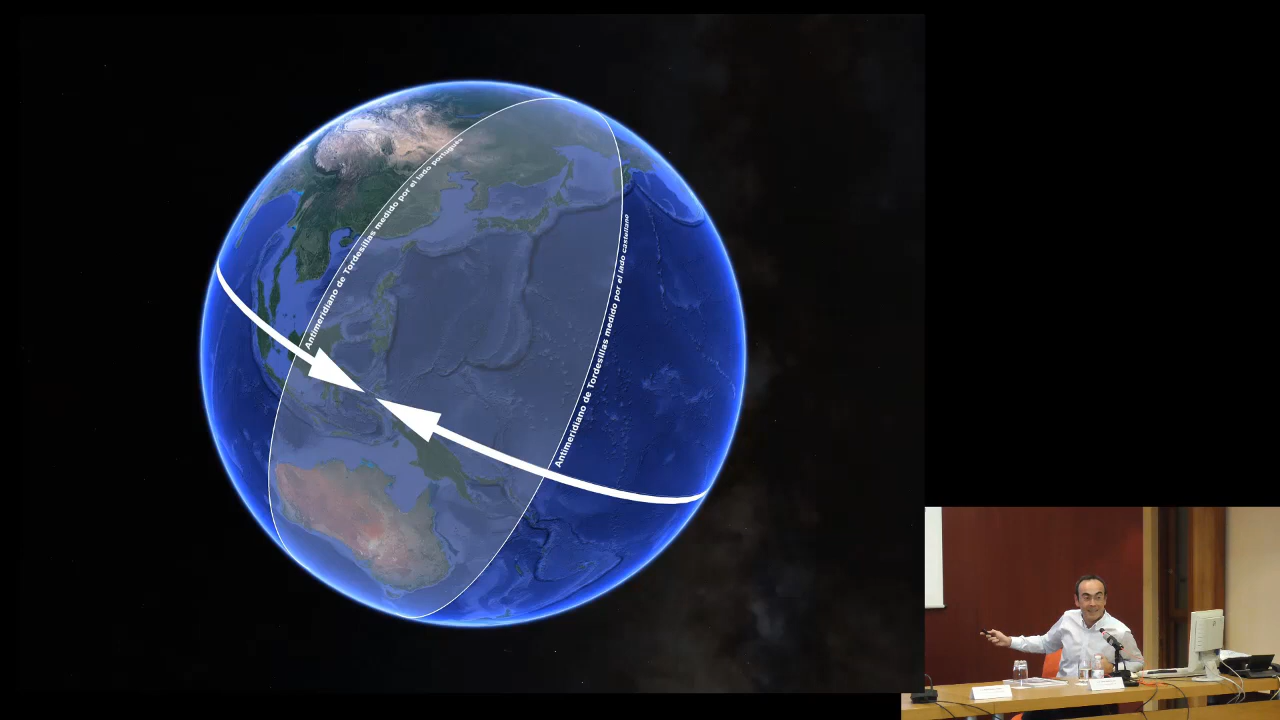 Antimeridiano de Tordesillas medido por el lado portugués
Antimeridiano de Tordesillas medido por el lado castellano